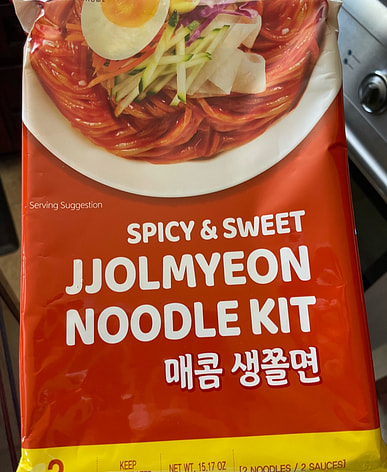 Serving Suggestion
SPICY & SWEET
JJOLMYEON
NOODLE KIT
매콤 생쫄면
2
KEEP
NET WT. 15.17 OZ
[2 NOODLES / 2 SAUCES]